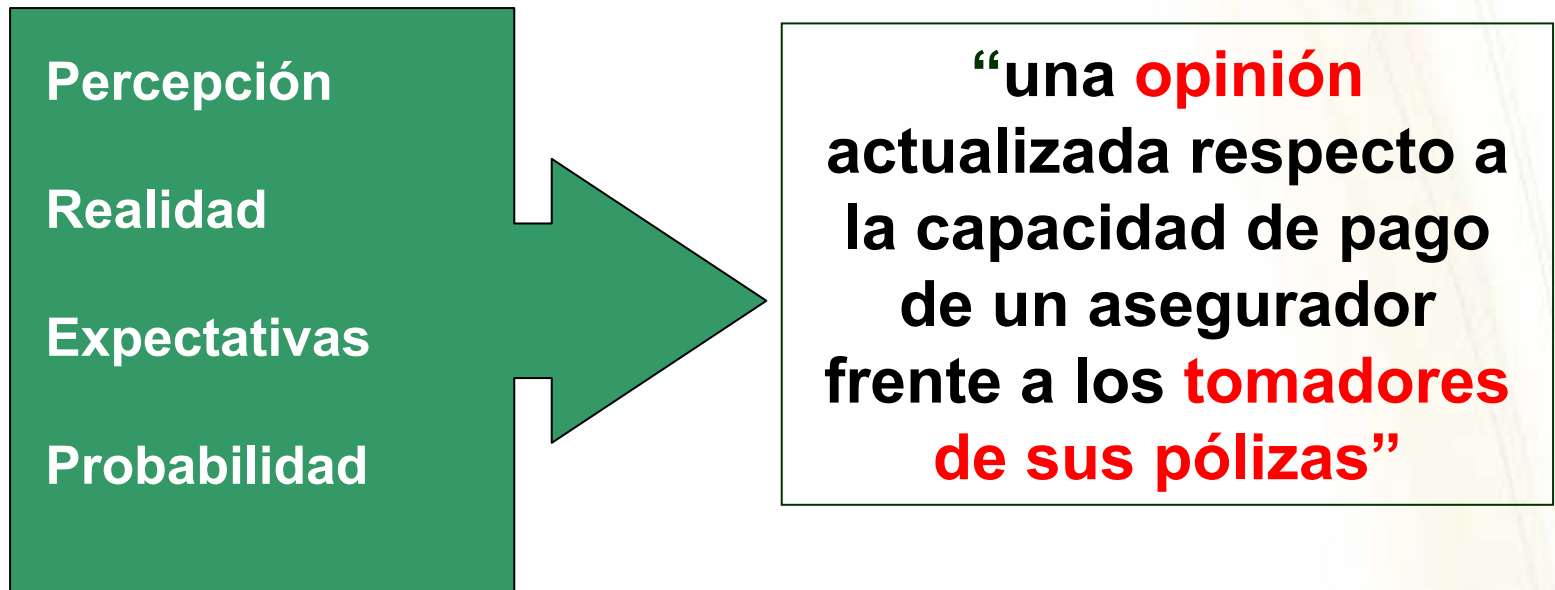 Percepción
Realidad
Expectativas
Probabilidad
“una opinión
actualizada respecto a
la capacidad de pago
de un asegurador
frente a los tomadores
de sus pólizas”